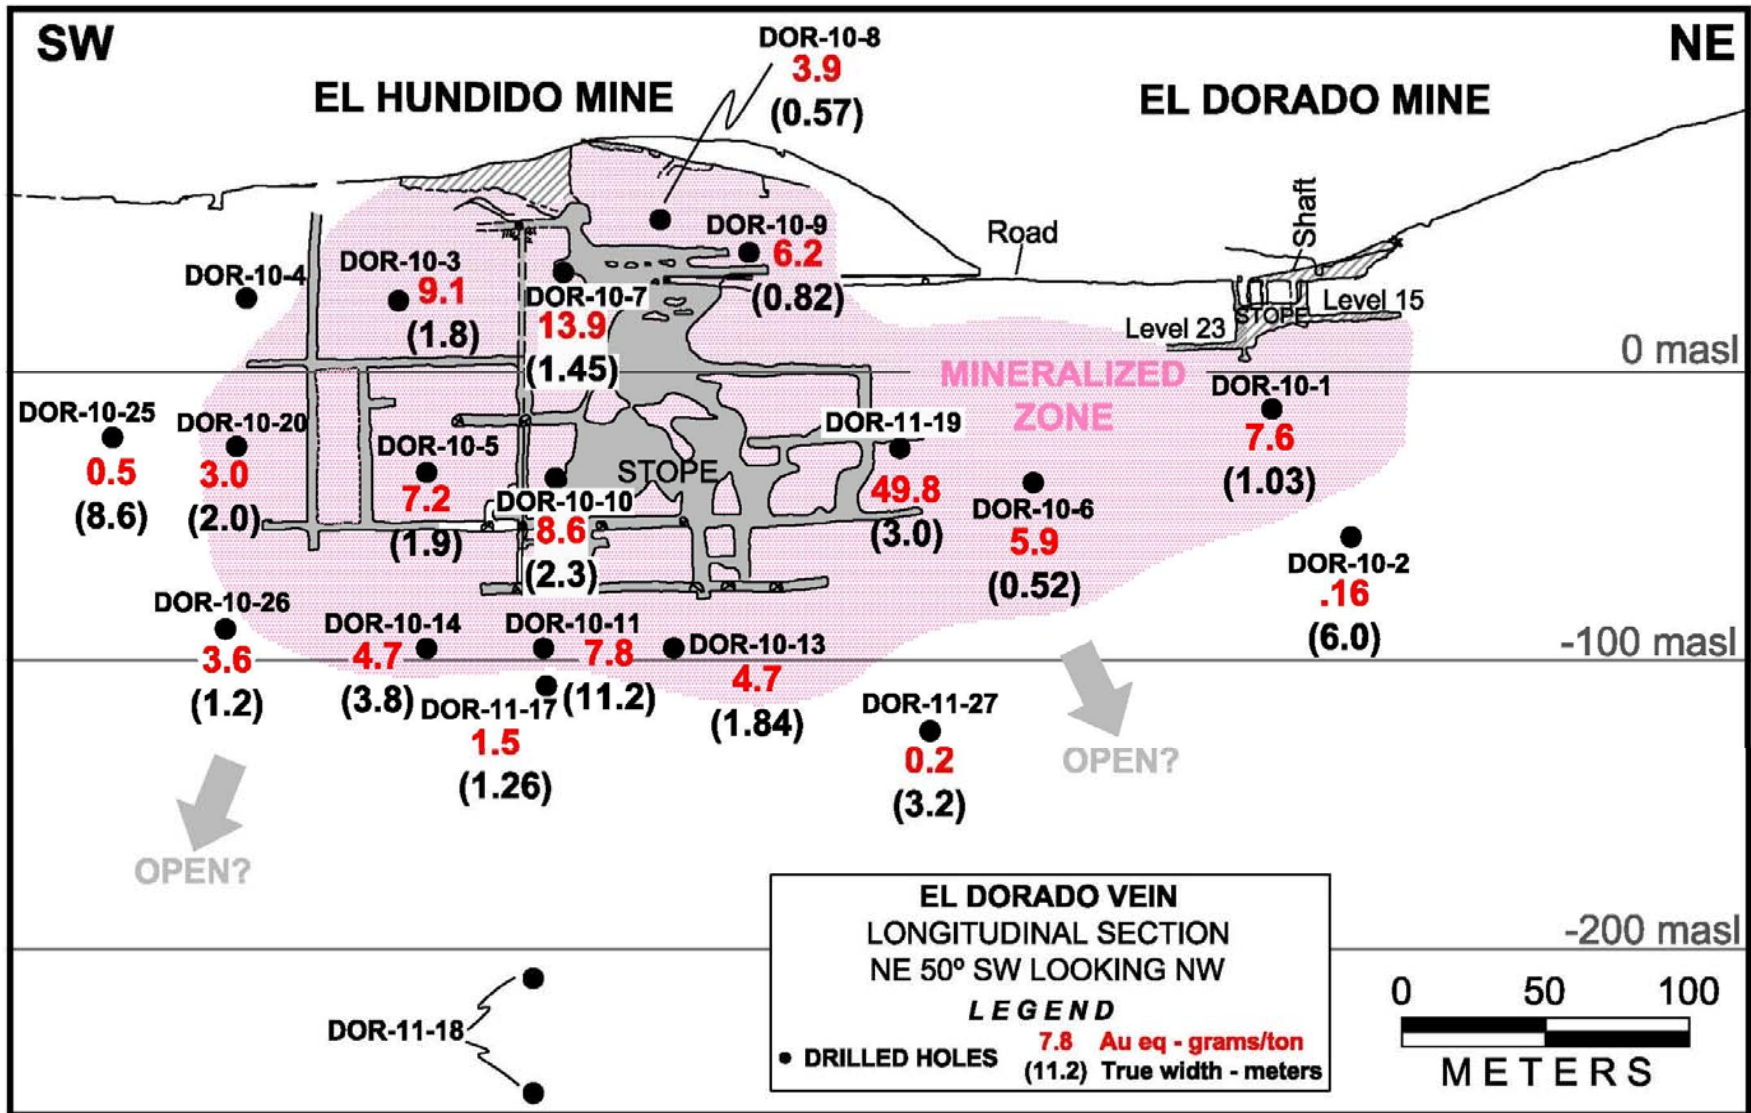 SW
NE
DOR-10-8
3.9
(0.57)
EL HUNDIDO MINE
EL DORADO MINE
DOR-10-9
6.2
(0.82)
Road
Shaft
DOR-10-4
DOR-10-3
9.1
(1.8)
DOR-10-7
13.9
(1.45)
Level 23
STOPE
Level 15
0 masl
MINERALIZED
ZONE
DOR-10-1
7.6
(1.03)
DOR-10-25
0.5
(8.6)
DOR-10-20
3.0
(2.0)
DOR-10-5
7.2
(1.9)
STOPE
DOR-10-10
8.6
(2.3)
DOR-11-19
49.8
(3.0)
DOR-10-6
5.9
(0.52)
DOR-10-2
.16
(6.0)
DOR-10-26
3.6
(1.2)
DOR-10-14
4.7
(3.8)
DOR-10-11
7.8
(11.2)
DOR-10-13
4.7
(1.84)
-100 masl
DOR-11-17
1.5
(1.26)
DOR-11-27
0.2
(3.2)
OPEN?
OPEN?
-200 masl
DOR-11-18
EL DORADO VEIN
LONGITUDINAL SECTION
NE 50º SW LOOKING NW
LEGEND
DRILLED HOLES
7.8 Au eq - grams/ton
(11.2) True width - meters
0 50 100
METERS